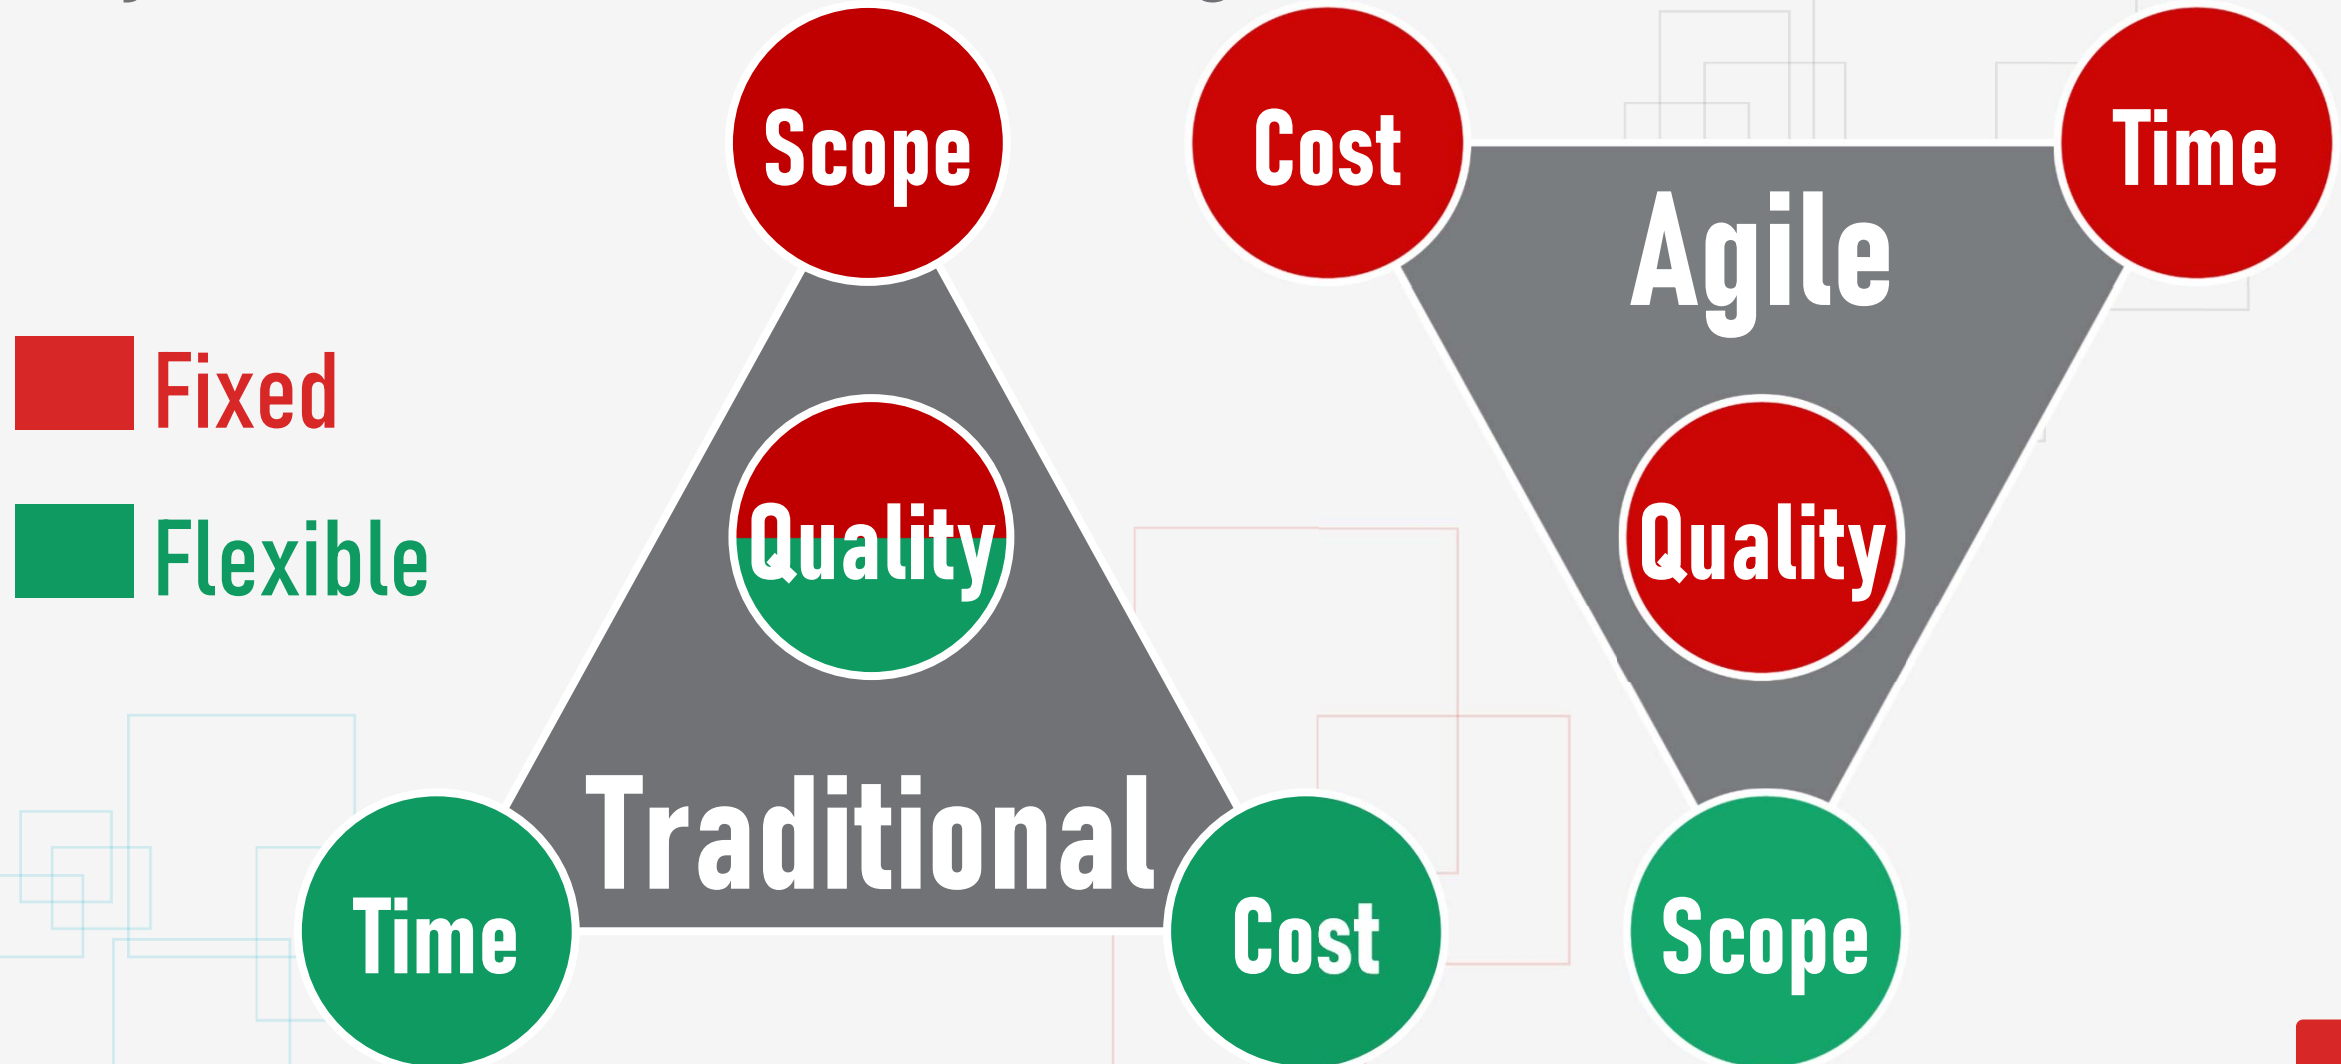 Fixed
Flexible
Scope
Quality
Traditional
Time
Cost
Cost
Time
Agile
Quality
Scope